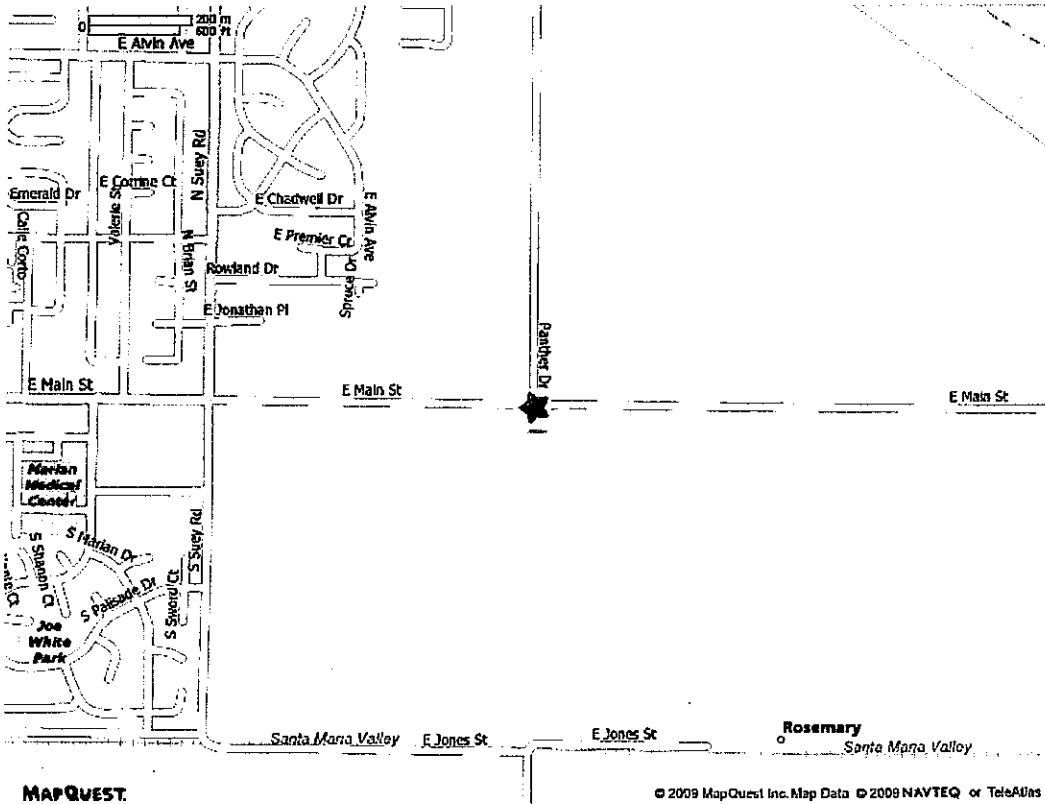 200 m
0
600 ft
E Alvin Ave
N Suey Rd
E Corrine Ct
Emerald Dr
Valerie St
E Chadwell Dr
E Alvin Ave
Calle Corto
E Premier Ct
N Brian St
Rowland Dr
Spruce Dr
E Jonathan Pl
Panther Dr
E Main St
E Main St
E Main St
Marian
Medical
Center
S Suey Rd
S Marian Dr
S Shannon Ct
S Palisade Dr
S Sword Ct
Joe
White
Park
Rosemary
Santa Maria Valley
E Jones St
E Jones St
Santa Maria Valley
MAPQUEST.
© 2009 MapQuest Inc. Map Data © 2009 NAVTEQ or TeleAtlas